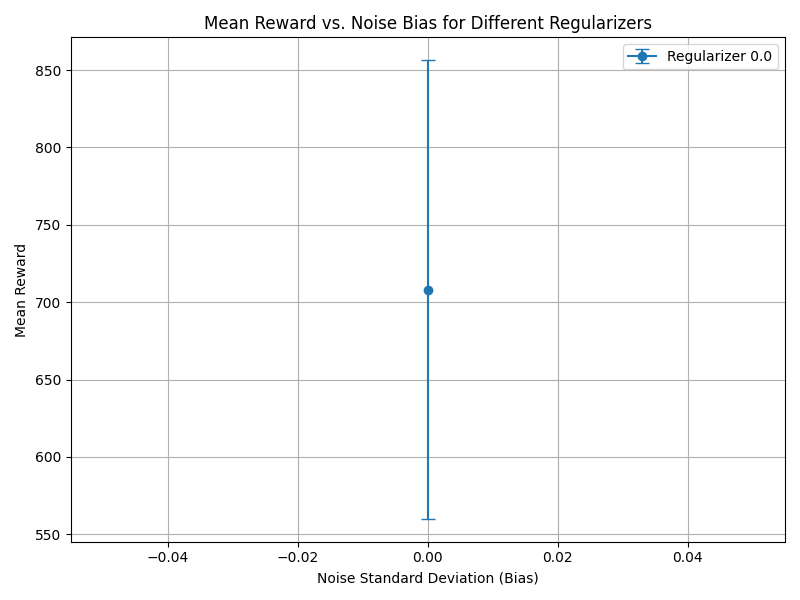 Mean Reward vs. Noise Bias for Different Regularizers
Regularizer 0.0
Mean Reward
850
800
750
700
650
600
550
−0.04 −0.02 0.00 0.02 0.04
Noise Standard Deviation (Bias)